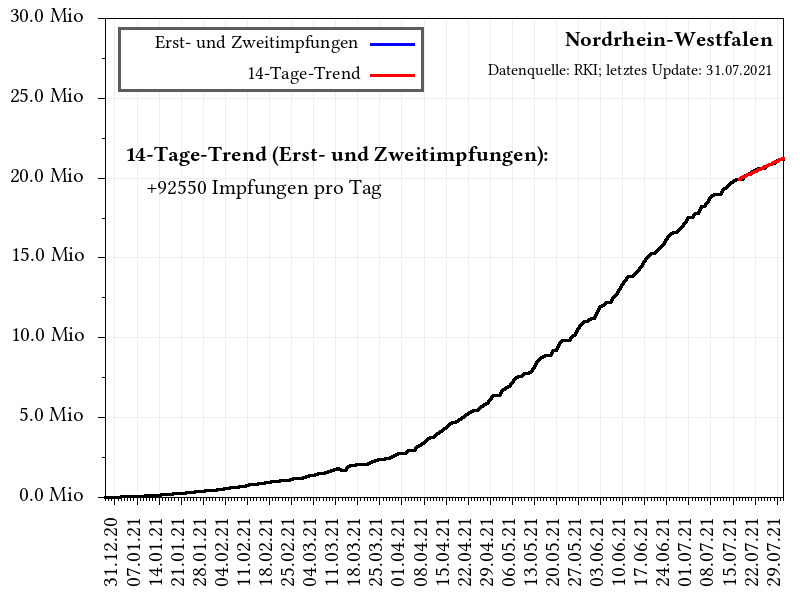 30.0 Mio
Erst- und Zweitimpfungen
14-Tage-Trend
Nordrhein-Westfalen
Datenquelle: RKI; letztes Update: 31.07.2021
25.0 Mio
14-Tage-Trend (Erst- und Zweitimpfungen):
20.0 Mio
+92550 Impfungen pro Tag
15.0 Mio
10.0 Mio
5.0 Mio
0.0 Mio
31.12.20
07.01.21
14.01.21
21.01.21
28.01.21
04.02.21
11.02.21
18.02.21
25.02.21
04.03.21
11.03.21
18.03.21
25.03.21
01.04.21
08.04.21
15.04.21
22.04.21
29.04.21
06.05.21
13.05.21
20.05.21
27.05.21
03.06.21
10.06.21
17.06.21
24.06.21
01.07.21
08.07.21
15.07.21
22.07.21
29.07.21